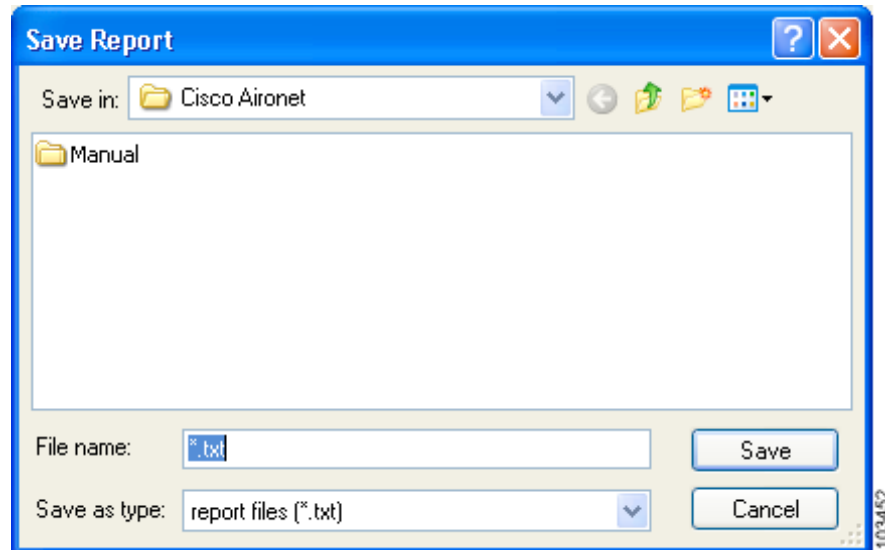 Save Report
Save in: Cisco Aironet
Manual
File name: *.txt
Save
Save as type: report files (*.txt)
Cancel
103452